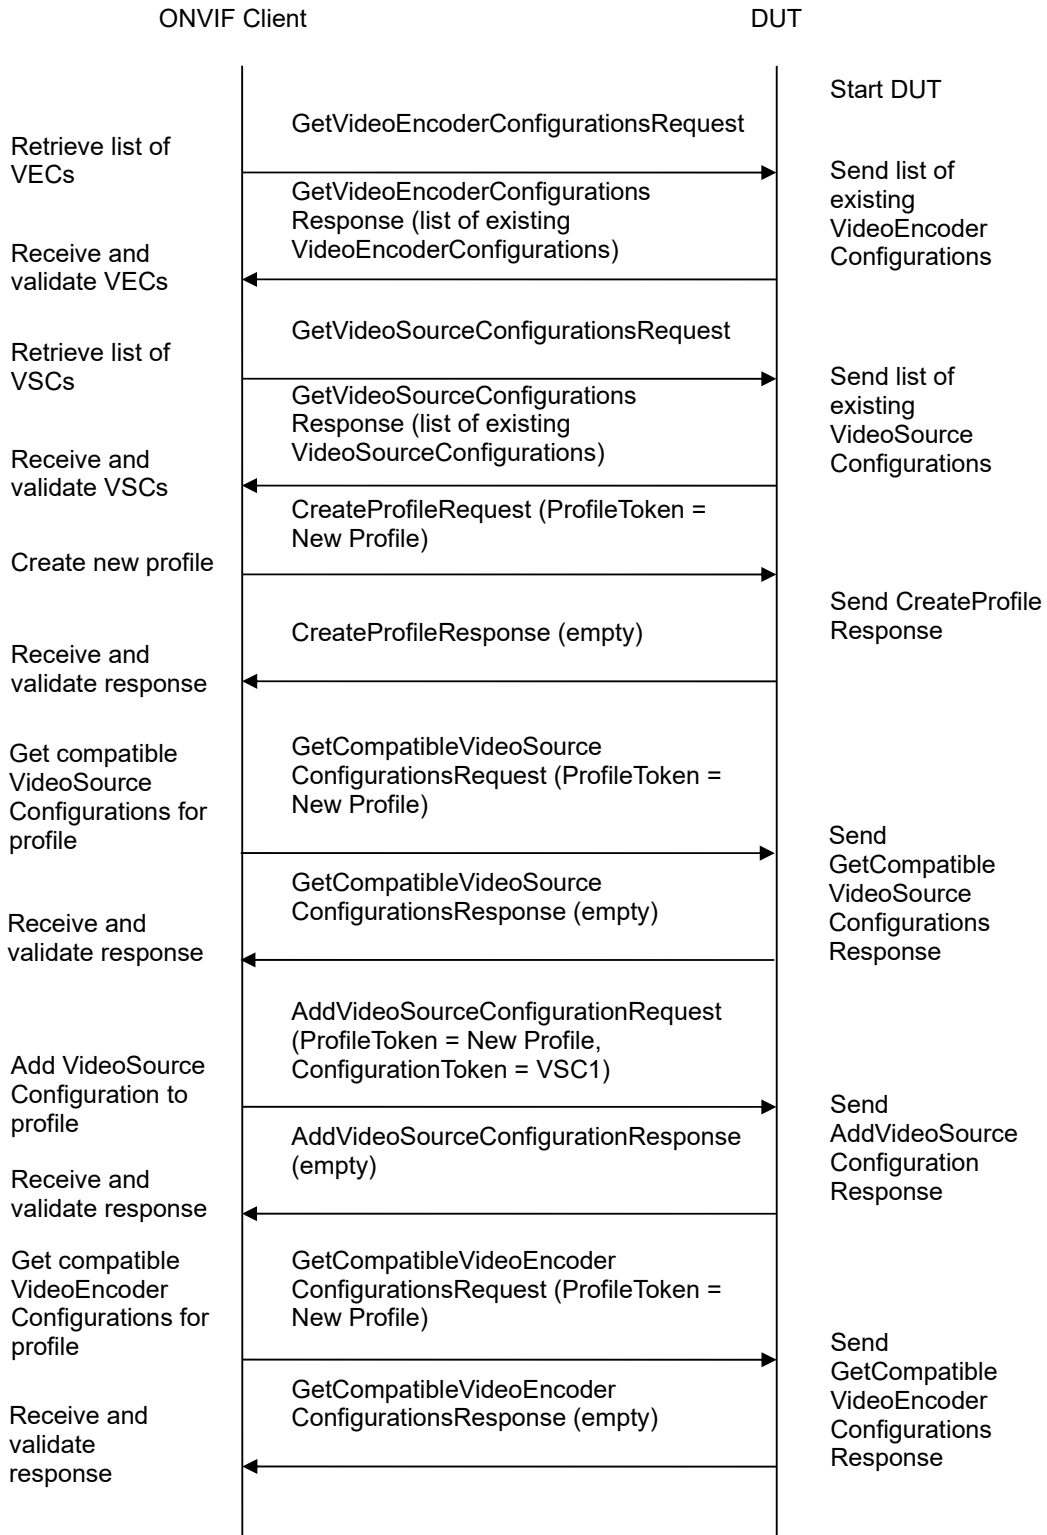 ONVIF Client
DUT
Start DUT
GetVideoEncoderConfigurationsRequest
Retrieve list of
VECs
GetVideoEncoderConfigurations
Response (list of existing
VideoEncoderConfigurations)
Send list of
existing
VideoEncoder
Configurations
Receive and
validate VECs
GetVideoSourceConfigurationsRequest
Retrieve list of
VSCs
GetVideoSourceConfigurations
Response (list of existing
VideoSourceConfigurations)
Send list of
existing
VideoSource
Configurations
Receive and
validate VSCs
CreateProfileRequest (ProfileToken =
New Profile)
Create new profile
Send CreateProfile
Response
CreateProfileResponse (empty)
Receive and
validate response
GetCompatibleVideoSource
ConfigurationsRequest (ProfileToken =
New Profile)
Get compatible
VideoSource
Configurations for
profile
Send
GetCompatible
VideoSource
Configurations
Response
GetCompatibleVideoSource
ConfigurationsResponse (empty)
Receive and
validate response
AddVideoSourceConfigurationRequest
(ProfileToken = New Profile,
ConfigurationToken = VSC1)
Add VideoSource
Configuration to
profile
Send
AddVideoSource
Configuration
Response
AddVideoSourceConfigurationResponse
(empty)
Receive and
validate response
Get compatible
VideoEncoder
Configurations for
profile
GetCompatibleVideoEncoder
ConfigurationsRequest (ProfileToken =
New Profile)
Send
GetCompatible
VideoEncoder
Configurations
Response
GetCompatibleVideoEncoder
ConfigurationsResponse (empty)
Receive and
validate
response